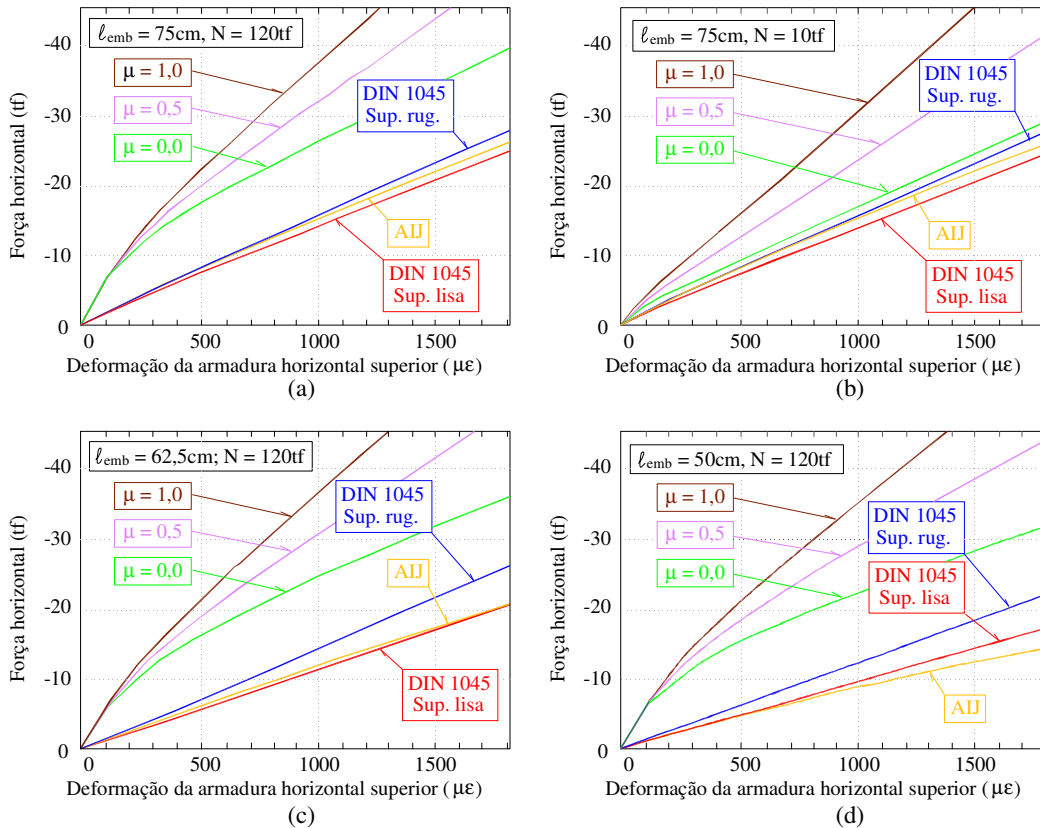 ℓemb = 75cm, N = 120tf
μ = 1,0
μ = 0,5
μ = 0,0
DIN 1045
Sup. rug.
AIJ
DIN 1045
Sup. lisa
Força horizontal (tf)
-40
-30
-20
-10
0
0
500
1000
1500
Deformação da armadura horizontal superior (με)
(a)
ℓemb = 75cm, N = 10tf
μ = 1,0
μ = 0,5
μ = 0,0
DIN 1045
Sup. rug.
AIJ
DIN 1045
Sup. lisa
Força horizontal (tf)
-40
-30
-20
-10
0
0
500
1000
1500
Deformação da armadura horizontal superior (με)
(b)
ℓemb = 62,5cm; N = 120tf
μ = 1,0
μ = 0,5
μ = 0,0
DIN 1045
Sup. rug.
AIJ
DIN 1045
Sup. lisa
Força horizontal (tf)
-40
-30
-20
-10
0
0
500
1000
1500
Deformação da armadura horizontal superior (με)
(c)
ℓemb = 50cm, N = 120tf
μ = 1,0
μ = 0,5
μ = 0,0
DIN 1045
Sup. rug.
DIN 1045
Sup. lisa
AIJ
Força horizontal (tf)
-40
-30
-20
-10
0
0
500
1000
1500
Deformação da armadura horizontal superior (με)
(d)